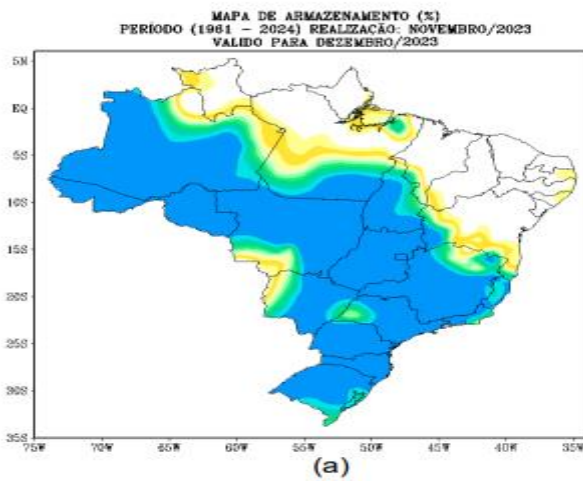 MAPA DE ARMAZENAMENTO (%)
PERÍODO (1961 - 2024) REALIZAÇÃO: NOVEMBRO/2023
VALIDO PARA DEZEMBRO/2023
5N
EQ
5S
10S
15S
20S
25S
30S
35S
75W 70W 65W 60W 55W 50W 45W 40W 35W
(a)